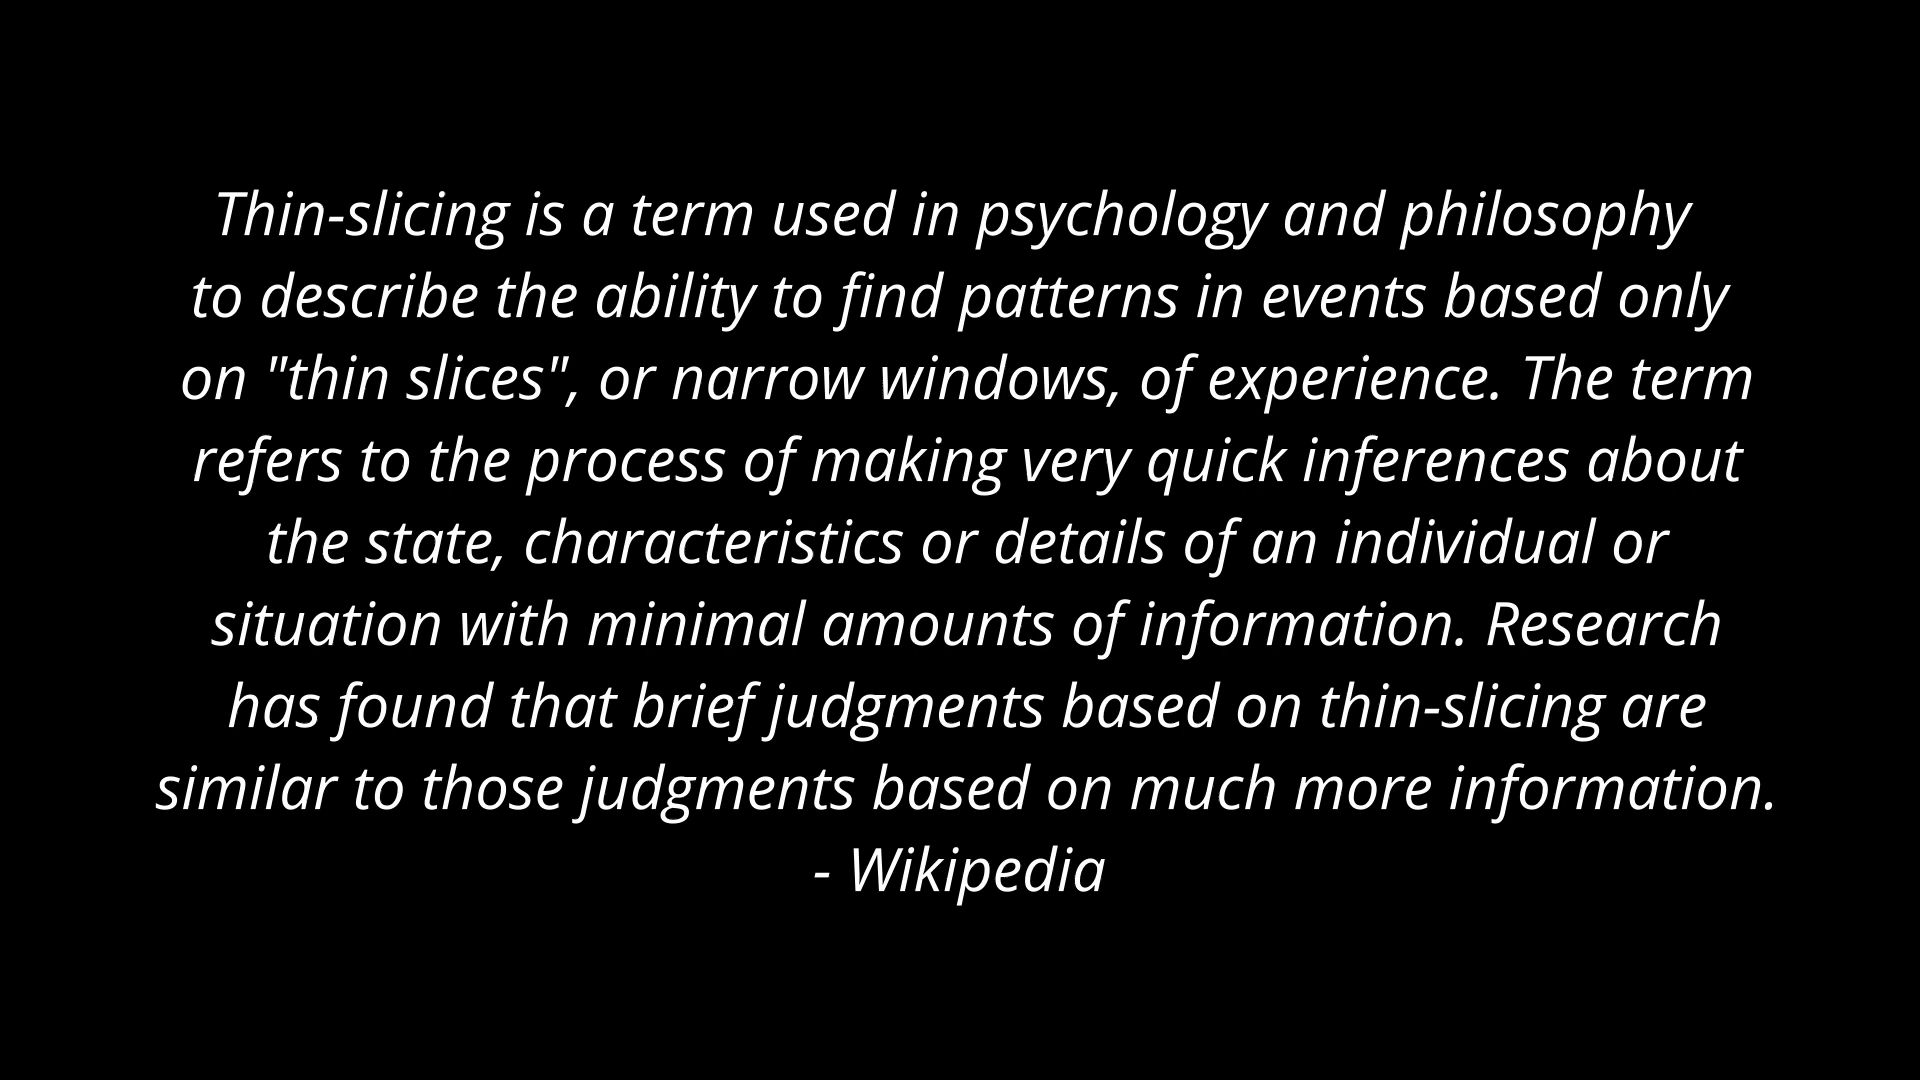 Thin-slicing is a term used in psychology and philosophy
to describe the ability to find patterns in events based only
on "thin slices", or narrow windows, of experience. The term
refers to the process of making very quick inferences about
the state, characteristics or details of an individual or
situation with minimal amounts of information. Research
has found that brief judgments based on thin-slicing are
similar to those judgments based on much more information.
- Wikipedia